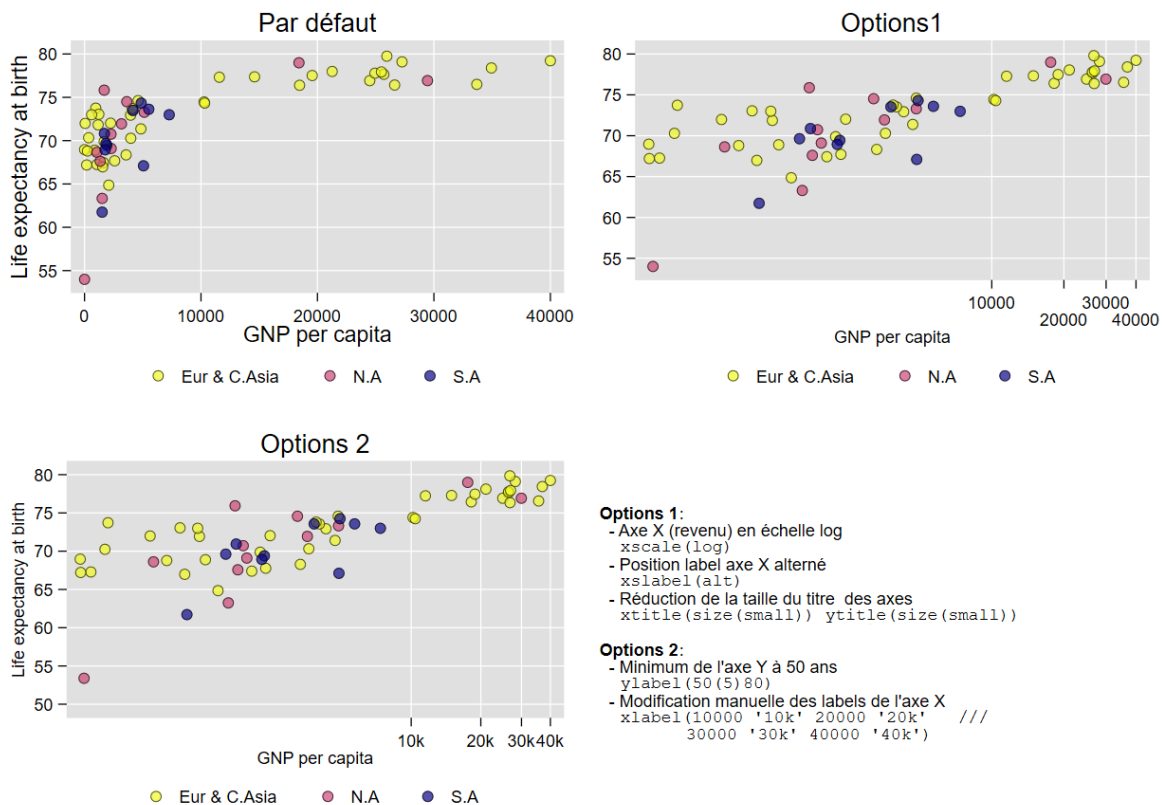 Par défaut
Life expectancy at birth
80
75
70
65
60
55
0 10000 20000 30000 40000
GNP per capita
Eur & C.Asia N.A S.A
Options1
80
75
70
65
60
55
10000 30000
20000 40000
GNP per capita
Eur & C.Asia N.A S.A
Options 2
Life expectancy at birth
80
75
70
65
60
55
50
10k 20k 30k 40k
GNP per capita
Eur & C.Asia N.A S.A
Options 1:
- Axe X (revenu) en échelle log
xscale(log)
- Position label axe X alterné
xslabel(alt)
- Réduction de la taille du titre des axes
xtitle(size(small)) ytitle(size(small))
Options 2:
- Minimum de l'axe Y à 50 ans
ylabel(50(5)80)
- Modification manuelle des labels de l'axe X
xlabel(10000 '10k' 20000 '20k' ///
30000 '30k' 40000 '40k')